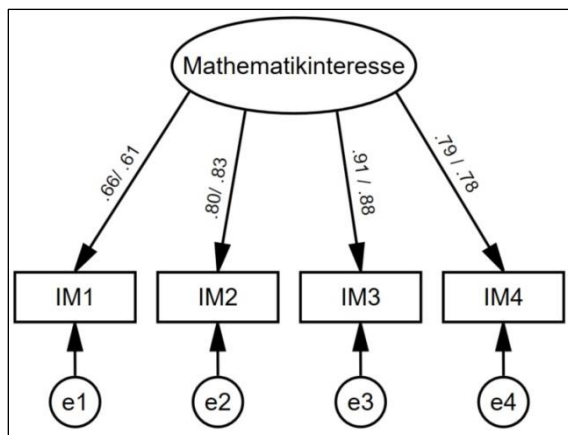 Mathematikinteresse
.66/ .61
.80/ .83
.91 / .88
.79 / .78
IM1
IM2
IM3
IM4
e1
e2
e3
e4